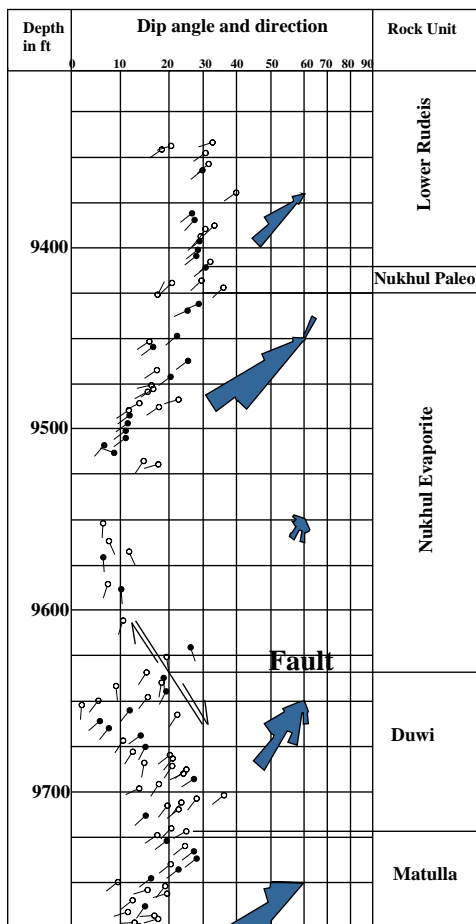 Depth
in ft
Dip angle and direction
Rock Unit
0 10 20 30 40 50 60 70 80 90
Lower Rudeis
9400
Nukhul Paleo
Nukhul Evaporite
9500
9600
Fault
Duwi
9700
Matulla